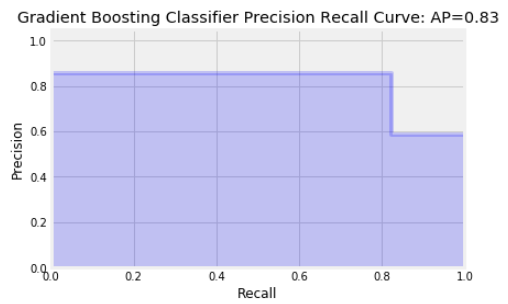 Gradient Boosting Classifier Precision Recall Curve: AP=0.83
1.0
0.8
0.6
0.4
0.2
0.0
Precision
0.0 0.2 0.4 0.6 0.8 1.0
Recall